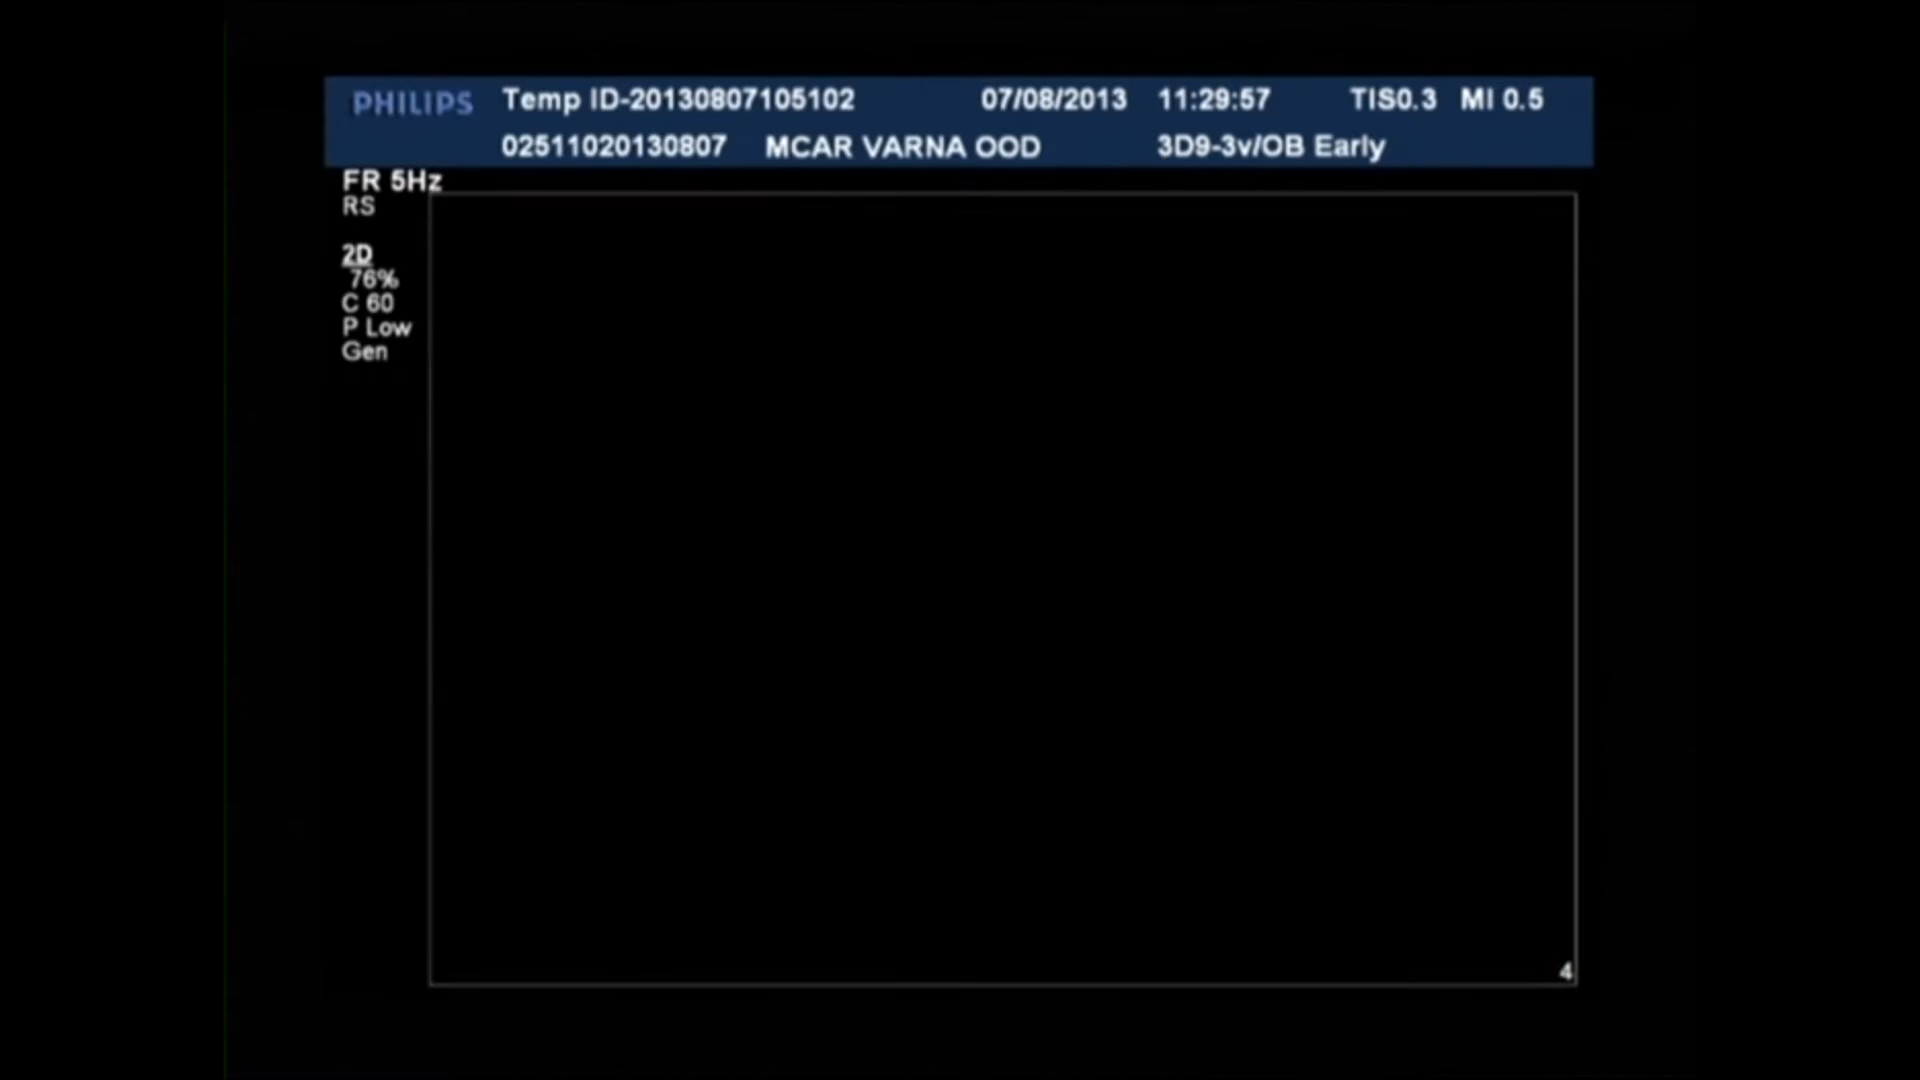 PHILIPS Temp ID-20130807105102 07/08/2013 11:29:57 TIS0.3 MI 0.5
02511020130807 MCAR VARNA OOD 3D9-3v/OB Early
FR 5Hz
RS
2D
76%
C 60
P Low
Gen
4